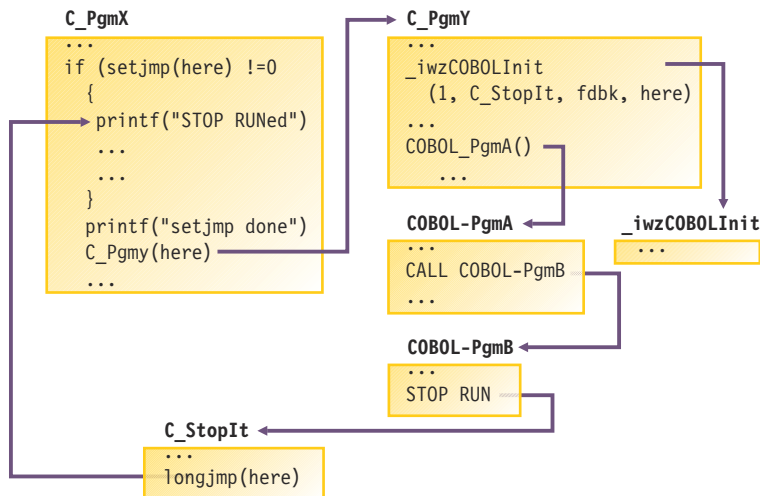 C_PgmX
...
if (setjmp(here) !=0
{
printf("STOP RUNed")
...
...
}
printf("setjmp done")
C_Pgmy(here)
...
C_PgmY
...
_iwzCOBOLInit
(1, C_StopIt, fdbk, here)
...
COBOL_PgmA()
...
_iwzCOBOLInit
...
COBOL-PgmA
...
CALL COBOL-PgmB
...
COBOL-PgmB
...
STOP RUN
C_StopIt
...
longjmp(here)